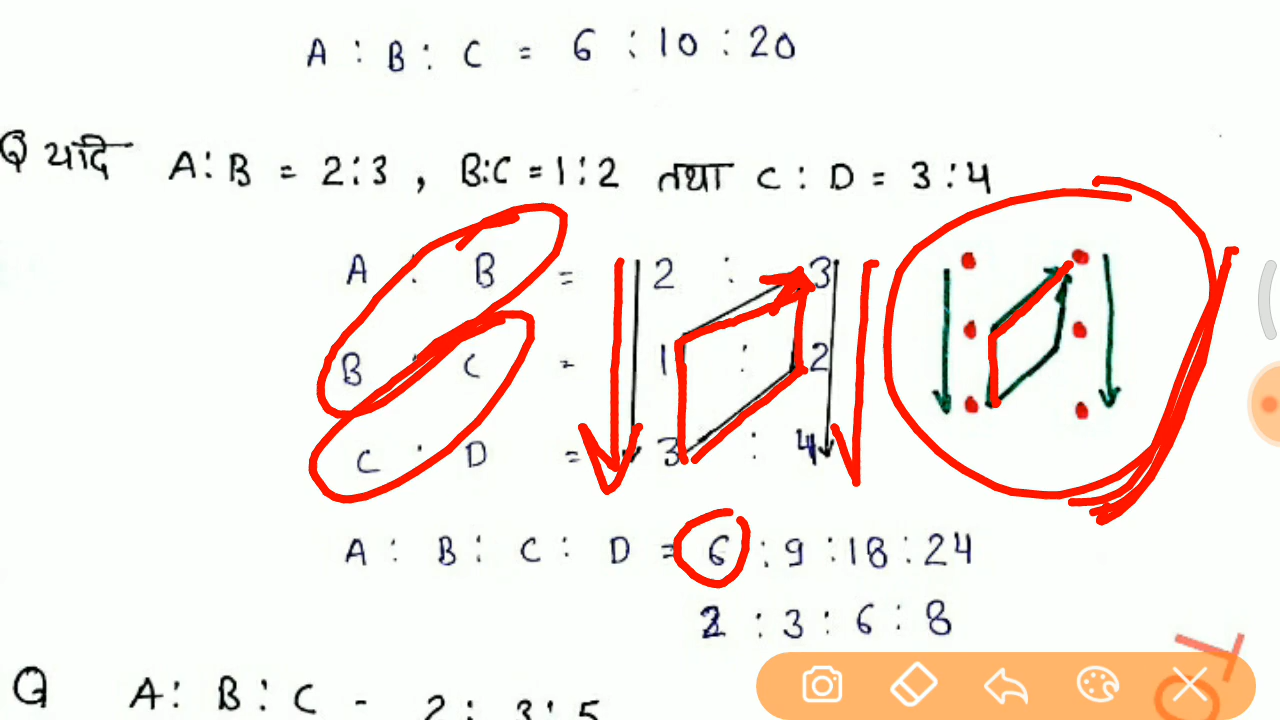 A : B : C = 6 : 10 : 20
Q यदि A : B = 2 : 3 , B:C = 1 : 2 तथा C : D = 3 : 4
A : B = 2 : 3
B : C = 1 : 2
C : D = 3 : 4
A : B : C : D = 6 : 9 : 18 : 24
2 : 3 : 6 : 8
Q A : B : C - 2 : 3 : 5